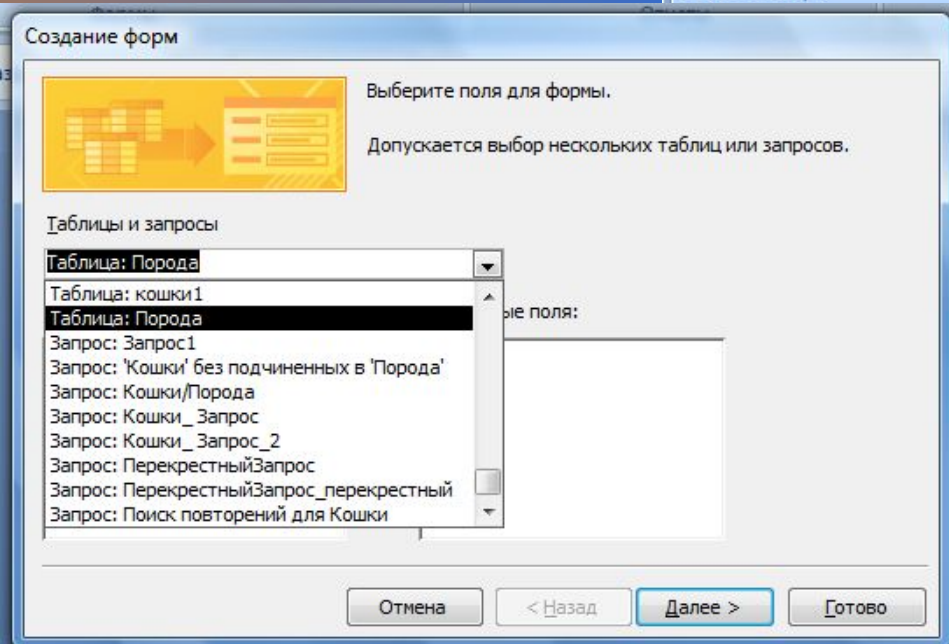 Создание форм
Выберите поля для формы.
Допускается выбор нескольких таблиц или запросов.
Таблицы и запросы
Таблица: Порода
Таблица: кошки1
Таблица: Порода
ые поля:
Запрос: Запрос1
Запрос: 'Кошки' без подчиненных в 'Порода'
Запрос: Кошки/Порода
Запрос: Кошки_ Запрос
Запрос: Кошки_ Запрос_2
Запрос: ПерекрестныйЗапрос
Запрос: ПерекрестныйЗапрос_перекрестный
Запрос: Поиск повторений для Кошки
Отмена
< Назад
Далее >
Готово